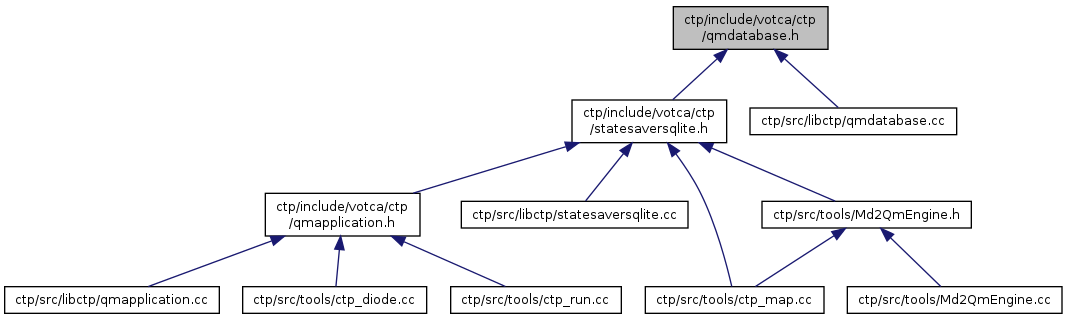 ctp/include/votca/ctp
/qmdatabase.h
ctp/include/votca/ctp
/statesaversqlite.h
ctp/src/libctp/qmdatabase.cc
ctp/include/votca/ctp
/qmapplication.h
ctp/src/libctp/statesaversqlite.cc
ctp/src/tools/Md2QmEngine.h
ctp/src/libctp/qmapplication.cc
ctp/src/tools/ctp_diode.cc
ctp/src/tools/ctp_run.cc
ctp/src/tools/ctp_map.cc
ctp/src/tools/Md2QmEngine.cc